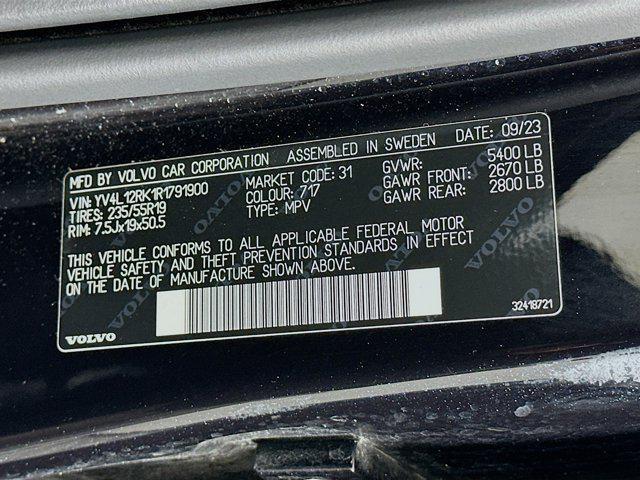 MFD BY VOLVO CAR CORPORATION ASSEMBLED IN SWEDEN DATE: 09/23
VIN: YV4L12RK1R1791900 MARKET CODE: 31 GVWR: 5400 LB
TIRES: 235/55R19 COLOUR: 717 GAWR FRONT: 2670 LB
RIM: 7.5Jx19x50.5 TYPE: MPV GAWR REAR: 2800 LB
THIS VEHICLE CONFORMS TO ALL APPLICABLE FEDERAL MOTOR
VEHICLE SAFETY AND THEFT PREVENTION STANDARDS IN EFFECT
ON THE DATE OF MANUFACTURE SHOWN ABOVE.
VOLVO
32418721